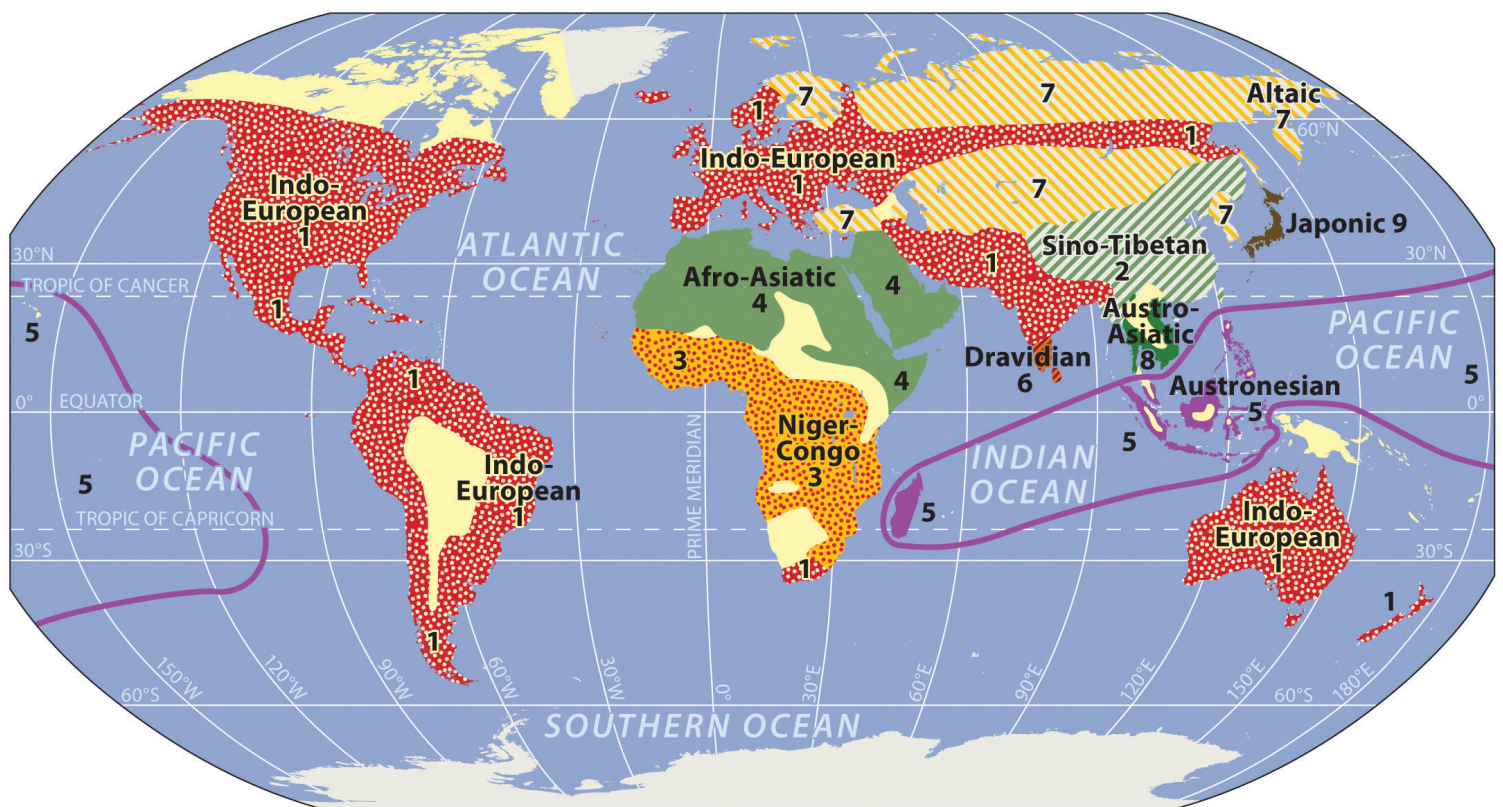 7
1
7
7
Altaic
7
60°N
1
Indo-European
1
Indo-
European
1
7
7
7
Japonic 9
ATLANTIC
OCEAN
30°N
Sino-Tibetan
2
1
30°N
TROPIC OF CANCER
Afro-Asiatic
4
4
1
5
Austro-
Asiatic
8
PACIFIC
OCEAN
3
Dravidian
6
4
1
5
Austronesian
5
EQUATOR
0°
0°
PACIFIC
OCEAN
5
Niger-
Congo
3
5
INDIAN
OCEAN
Indo-
European
1
PRIME MERIDIAN
TROPIC OF CAPRICORN
5
Indo-
European
1
30°S
1
30°S
1
1
150°W
120°W
90°W
60°W
30°W
0°
30°E
60°E
90°E
120°E
150°E
180°E
60°S
60°S
SOUTHERN OCEAN